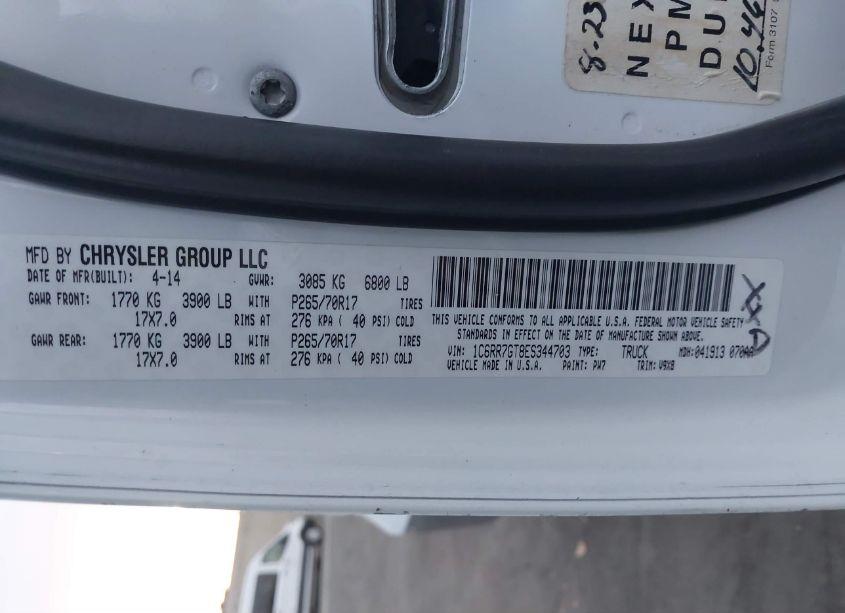 8-23
NEX
PM
DU
10,46
Form 3107
MFD BY CHRYSLER GROUP LLC
DATE OF MFR(BUILT): 4-14 GVWR: 3085 KG 6800 LB
GAWR FRONT: 1770 KG 3900 LB WITH P265/70R17 TIRES
17X7.0 RIMS AT 276 KPA ( 40 PSI) COLD
GAWR REAR: 1770 KG 3900 LB WITH P265/70R17 TIRES
17X7.0 RIMS AT 276 KPA ( 40 PSI) COLD
THIS VEHICLE CONFORMS TO ALL APPLICABLE U.S.A. FEDERAL MOTOR VEHICLE SAFETY
STANDARDS IN EFFECT ON THE DATE OF MANUFACTURE SHOWN ABOVE.
VIN: 1C6RR7GT8ES344703 TYPE: TRUCK MDH:041913 070
VEHICLE MADE IN U.S.A. PAINT: PW7 TRIM: V9X8
XXA